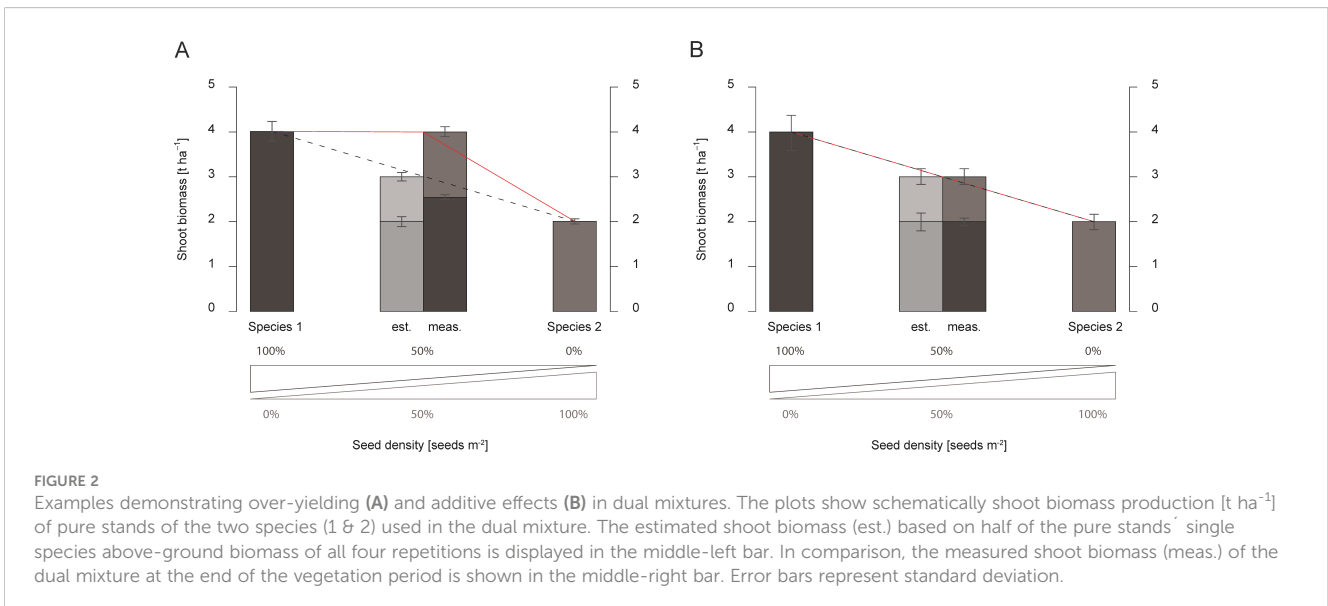 A
B
5
4
3
2
1
0
Shoot biomass [t ha⁻¹]
5
4
3
2
1
0
Species 1
est.
meas.
Species 2
100%
50%
0%
0%
50%
100%
Seed density [seeds m⁻²]
5
4
3
2
1
0
Shoot biomass [t ha⁻¹]
5
4
3
2
1
0
Species 1
est.
meas.
Species 2
100%
50%
0%
0%
50%
100%
Seed density [seeds m⁻²]
FIGURE 2
Examples demonstrating over-yielding (A) and additive effects (B) in dual mixtures. The plots show schematically shoot biomass production [t ha⁻¹]
of pure stands of the two species (1 & 2) used in the dual mixture. The estimated shoot biomass (est.) based on half of the pure stands´ single
species above-ground biomass of all four repetitions is displayed in the middle-left bar. In comparison, the measured shoot biomass (meas.) of the
dual mixture at the end of the vegetation period is shown in the middle-right bar. Error bars represent standard deviation.